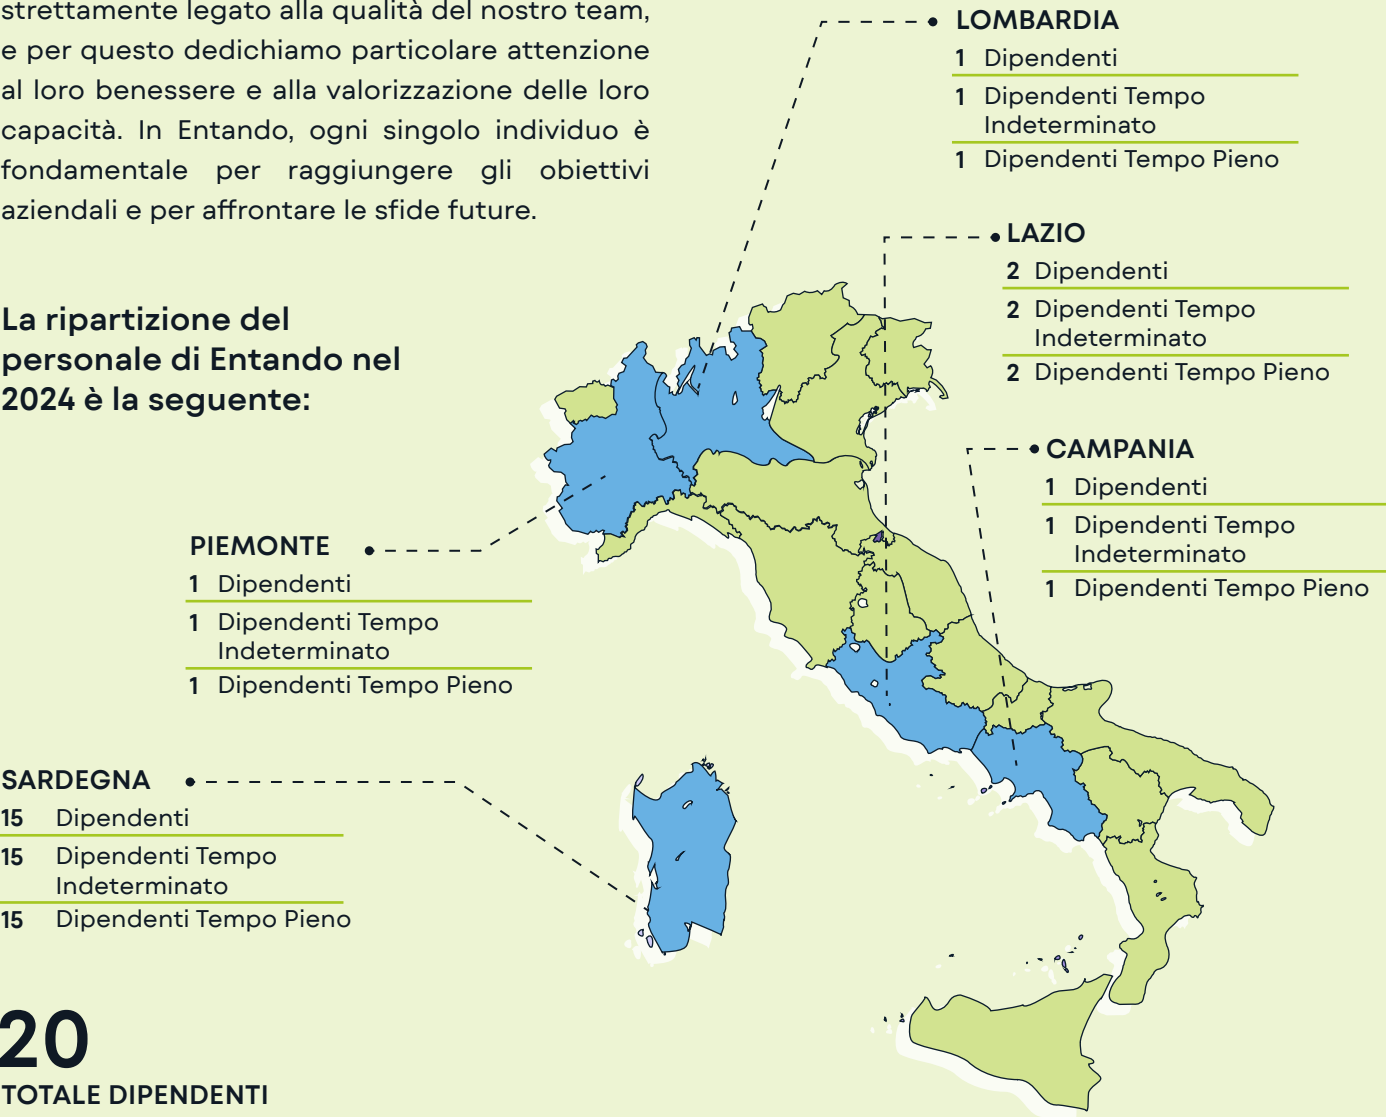 strettamente legato alla qualità del nostro team,
e per questo dedichiamo particolare attenzione
al loro benessere e alla valorizzazione delle loro
capacità. In Entando, ogni singolo individuo è
fondamentale per raggiungere gli obiettivi
aziendali e per affrontare le sfide future.
La ripartizione del
personale di Entando nel
2024 è la seguente:
LOMBARDIA
1 Dipendenti
1 Dipendenti Tempo
Indeterminato
1 Dipendenti Tempo Pieno
LAZIO
2 Dipendenti
2 Dipendenti Tempo
Indeterminato
2 Dipendenti Tempo Pieno
CAMPANIA
1 Dipendenti
1 Dipendenti Tempo
Indeterminato
1 Dipendenti Tempo Pieno
PIEMONTE
1 Dipendenti
1 Dipendenti Tempo
Indeterminato
1 Dipendenti Tempo Pieno
SARDEGNA
15 Dipendenti
15 Dipendenti Tempo
Indeterminato
15 Dipendenti Tempo Pieno
20
TOTALE DIPENDENTI